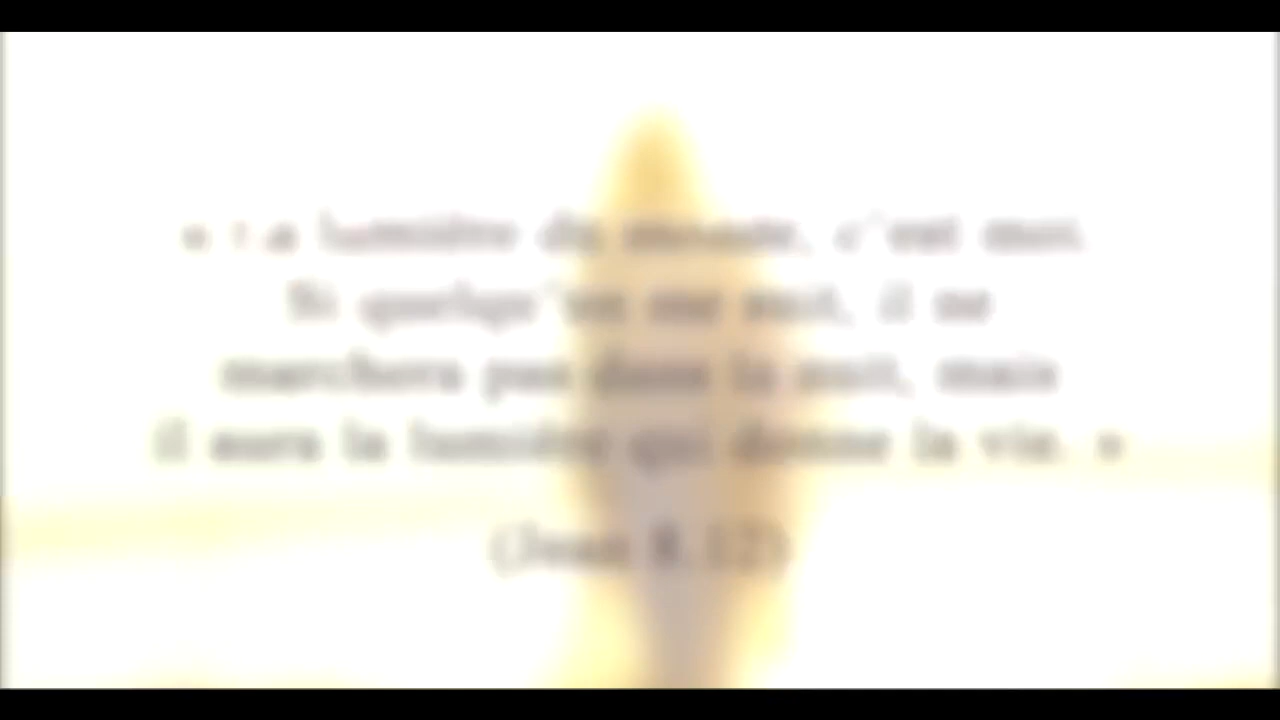 « La lumière du monde, c'est moi.
Si quelqu'un me suit, il ne
marchera pas dans la nuit, mais
il aura la lumière qui donne la vie. »
(Jean 8.12)